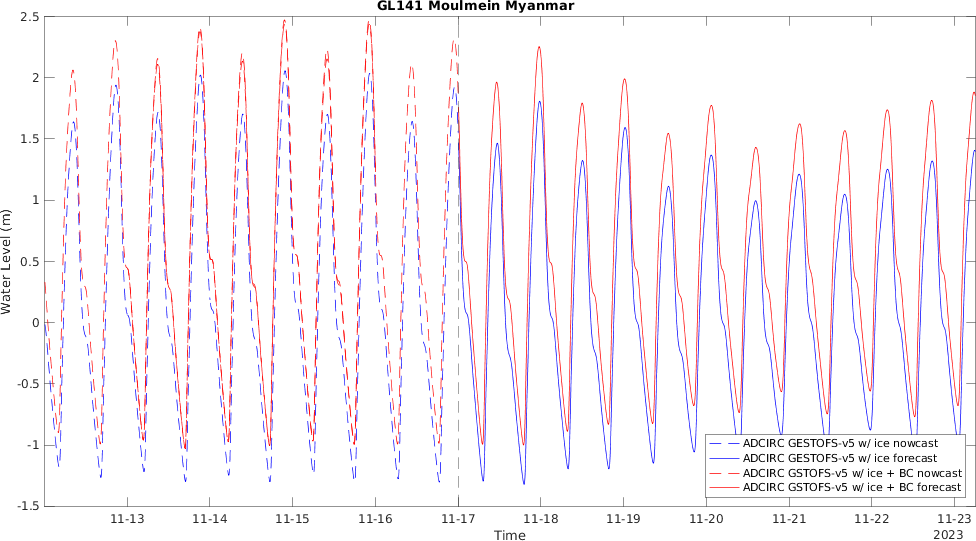 GL141 Moulmein Myanmar
2.5
2
1.5
1
0.5
0
-0.5
-1
-1.5
Water Level (m)
11-13 11-14 11-15 11-16 11-17 11-18 11-19 11-20 11-21 11-22 11-23
Time
2023
ADCIRC GESTOFS-v5 w/ ice nowcast
ADCIRC GESTOFS-v5 w/ ice forecast
ADCIRC GSTOFS-v5 w/ ice + BC nowcast
ADCIRC GSTOFS-v5 w/ ice + BC forecast